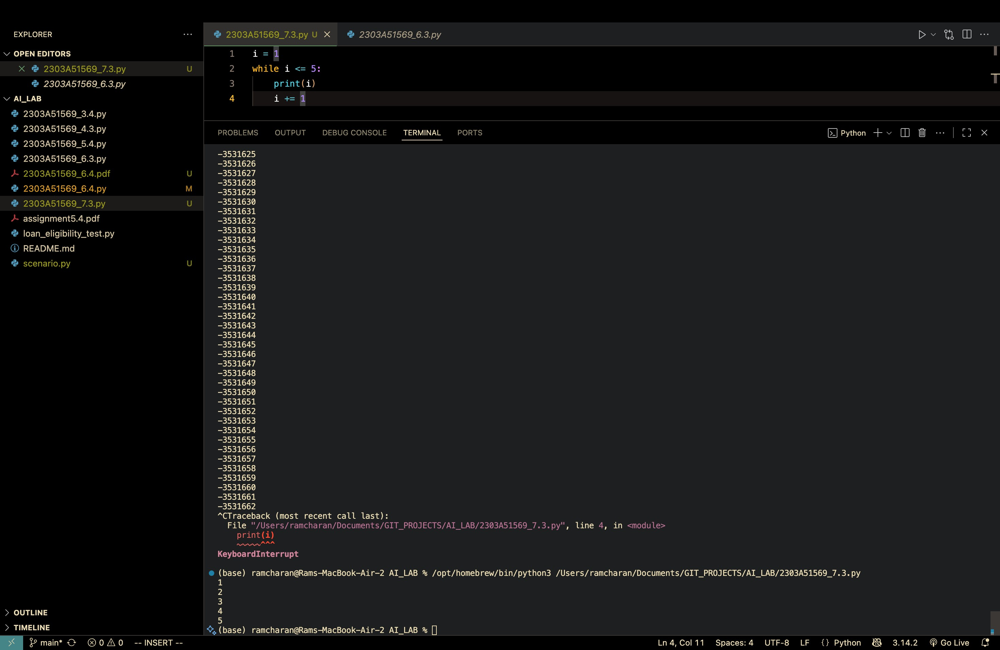 EXPLORER
OPEN EDITORS
2303A51569_7.3.py U
2303A51569_6.3.py
AI_LAB
2303A51569_3.4.py
2303A51569_4.3.py
2303A51569_5.4.py
2303A51569_6.3.py
2303A51569_6.4.pdf U
2303A51569_6.4.py M
2303A51569_7.3.py U
assignment5.4.pdf
loan_eligibility_test.py
README.md
scenario.py U
OUTLINE
TIMELINE
2303A51569_7.3.py U
2303A51569_6.3.py
1 i = 1
2 while i <= 5:
3     print(i)
4     i += 1
PROBLEMS OUTPUT DEBUG CONSOLE TERMINAL PORTS
Python
-3531625
-3531626
-3531627
-3531628
-3531629
-3531630
-3531631
-3531632
-3531633
-3531634
-3531635
-3531636
-3531637
-3531638
-3531639
-3531640
-3531641
-3531642
-3531643
-3531644
-3531645
-3531646
-3531647
-3531648
-3531649
-3531650
-3531651
-3531652
-3531653
-3531654
-3531655
-3531656
-3531657
-3531658
-3531659
-3531660
-3531661
-3531662
^CTraceback (most recent call last):
  File "/Users/ramcharan/Documents/GIT_PROJECTS/AI_LAB/2303A51569_7.3.py", line 4, in <module>
    print(i)
    ~~~~~^^^
KeyboardInterrupt
(base) ramcharan@Rams-MacBook-Air-2 AI_LAB % /opt/homebrew/bin/python3 /Users/ramcharan/Documents/GIT_PROJECTS/AI_LAB/2303A51569_7.3.py
1
2
3
4
5
(base) ramcharan@Rams-MacBook-Air-2 AI_LAB %
main* 0 0 -- INSERT -- Ln 4, Col 11 Spaces: 4 UTF-8 LF {} Python 3.14.2 Go Live